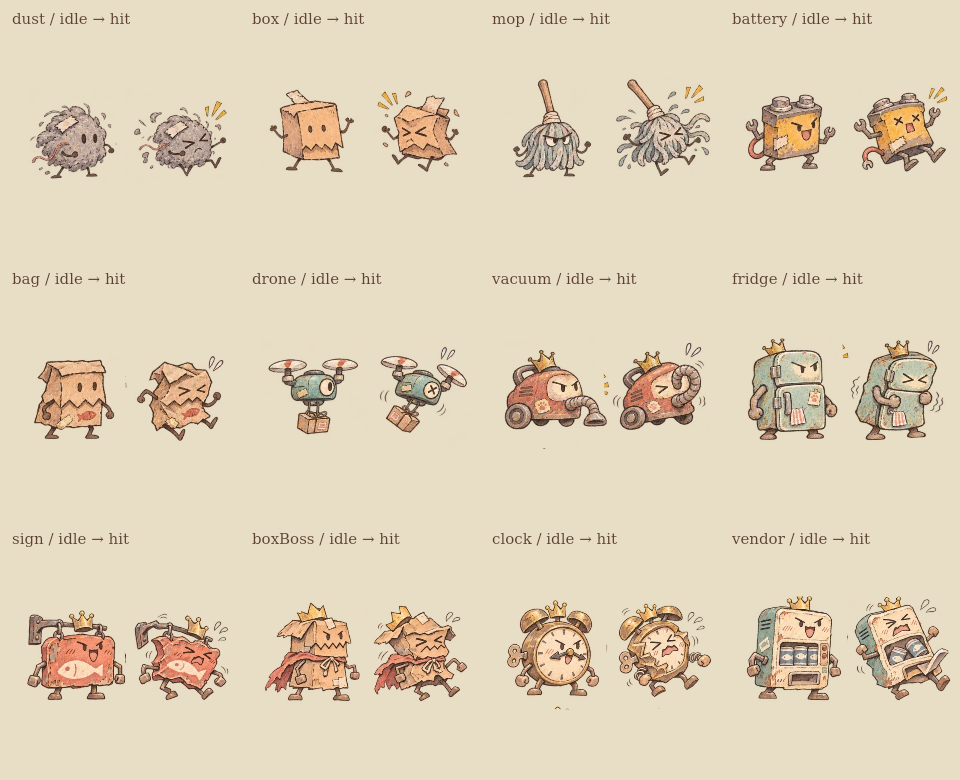 dust / idle → hit
box / idle → hit
mop / idle → hit
battery / idle → hit
bag / idle → hit
drone / idle → hit
vacuum / idle → hit
fridge / idle → hit
sign / idle → hit
boxBoss / idle → hit
clock / idle → hit
vendor / idle → hit